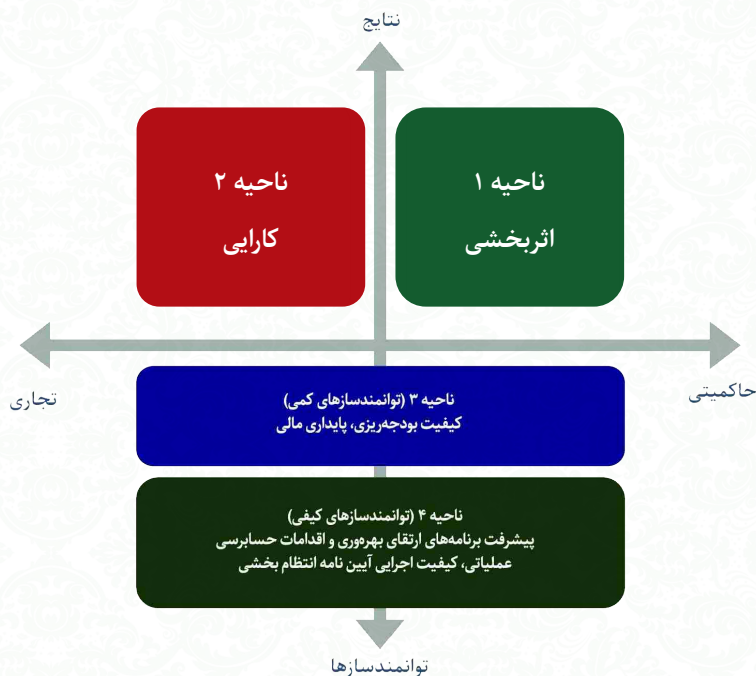 نتایج
ناحیه ۱
اثربخشی
ناحیه ۲
کارایی
حاکمیتی
تجاری
ناحیه ۳ (توانمندسازهای کمی)
کیفیت بودجه‌ریزی، پایداری مالی
ناحیه ۴ (توانمندسازهای کیفی)
پیشرفت برنامه‌های ارتقای بهره‌وری و اقدامات حسابرسی
عملیاتی، کیفیت اجرایی آیین نامه انتظام بخشی
توانمندسازها